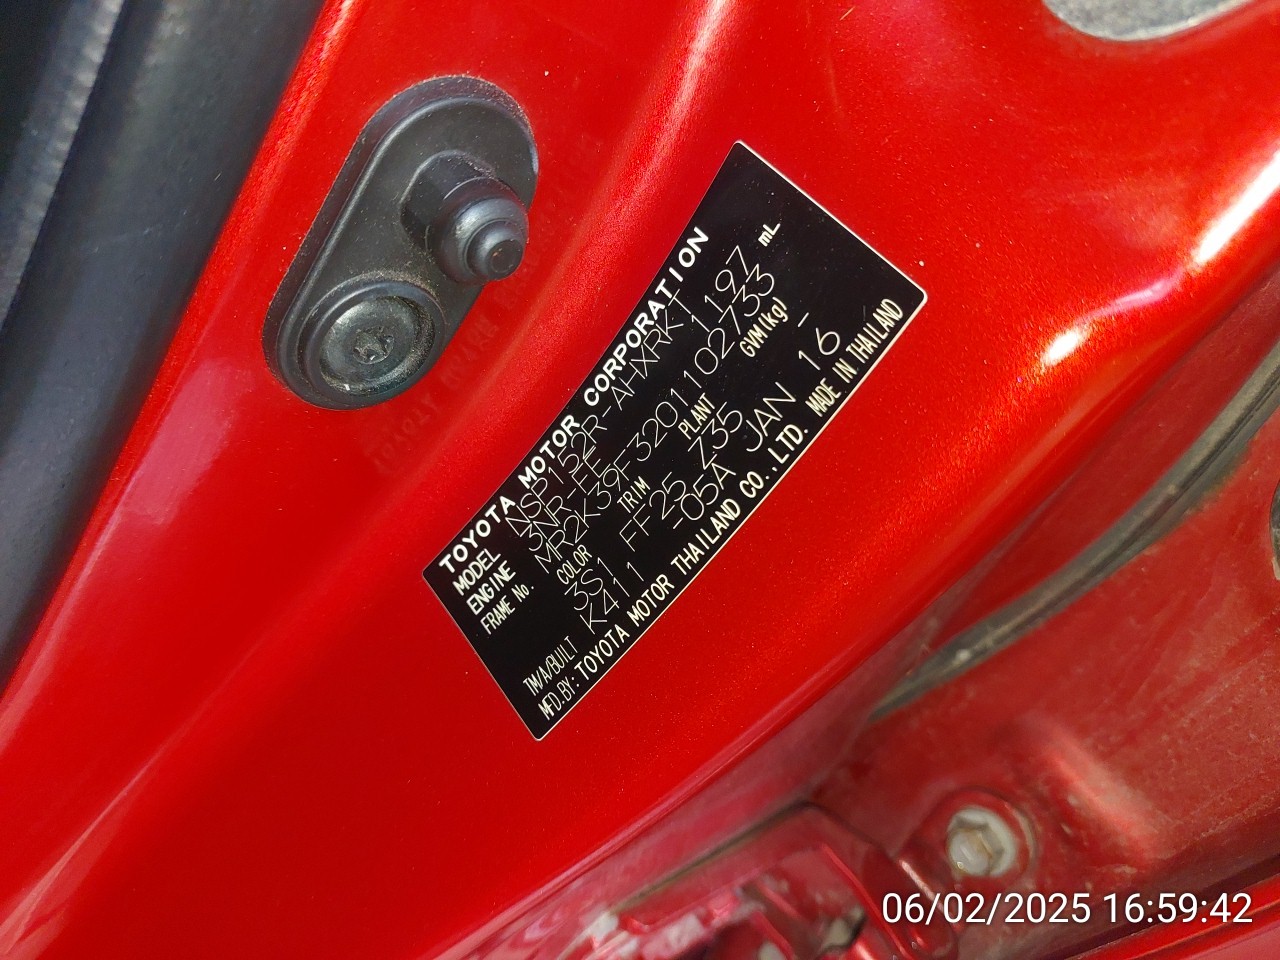 TOYOTA MOTOR CORPORATION
MODEL NSP152R-AHXRKT
ENGINE 3NR-FE 1197 mL
FRAME No. MR2K39F3201102733
COLOR TRIM PLANT GVM(kg)
3S1 FF25 Z35 -
TM/A/BUILT K411 -05A JAN 16
MFD.BY: TOYOTA MOTOR THAILAND CO.,LTD. MADE IN THAILAND
06/02/2025 16:59:42